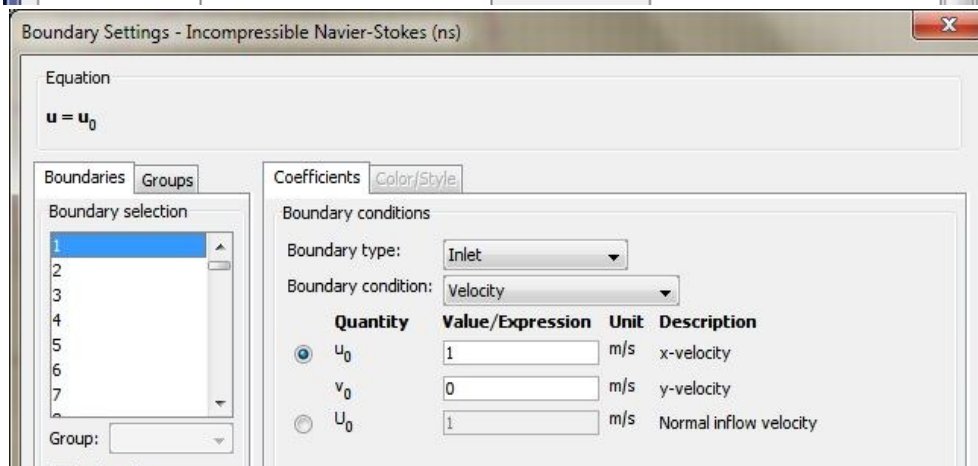 Boundary Settings - Incompressible Navier-Stokes (ns)
Equation
u = u0
Boundaries Groups
Boundary selection
1
2
3
4
5
6
7
Group:
Coefficients Color/Style
Boundary conditions
Boundary type: Inlet
Boundary condition: Velocity
Quantity Value/Expression Unit Description
u0 1 m/s x-velocity
v0 0 m/s y-velocity
U0 1 m/s Normal inflow velocity